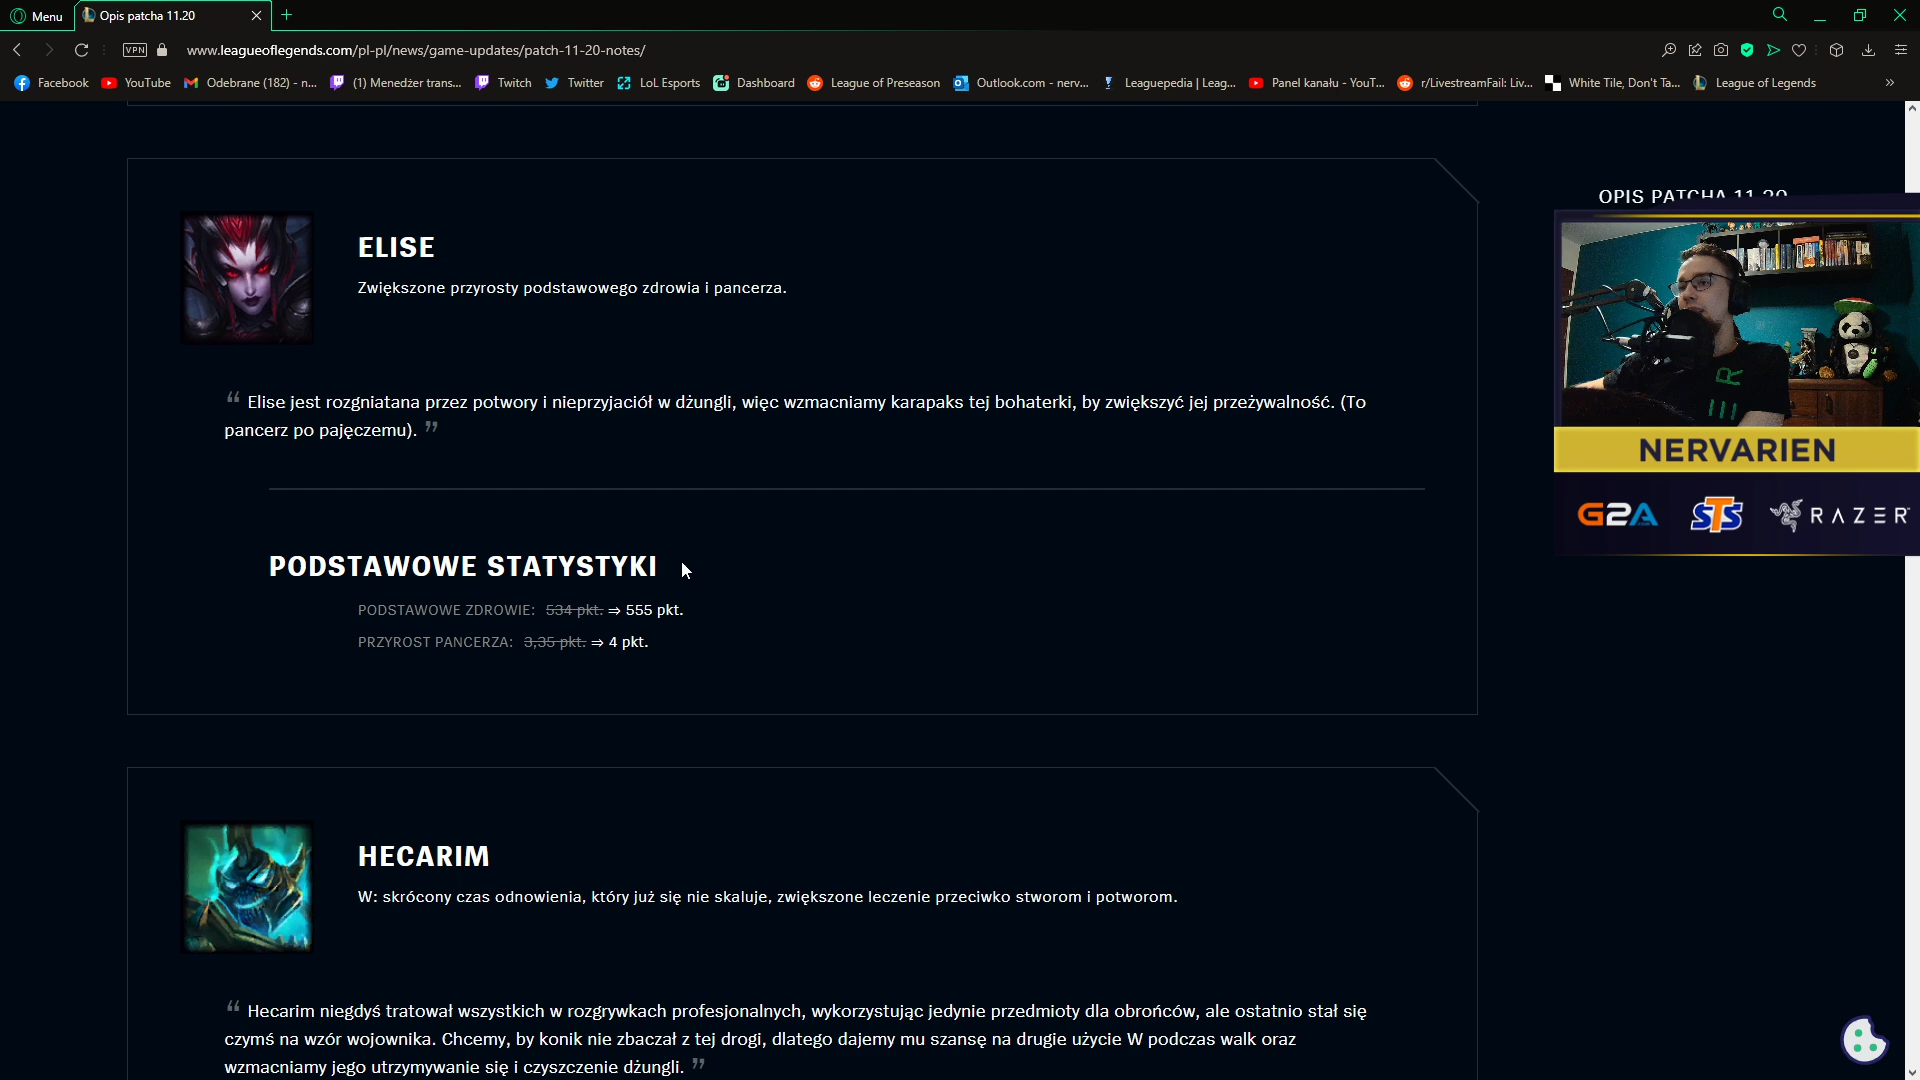 Menu
Opis patcha 11.20
VPN
www.leagueoflegends.com/pl-pl/news/game-updates/patch-11-20-notes/
Facebook
YouTube
Odebrane (182) - n...
(1) Menedżer trans...
Twitch
Twitter
LoL Esports
Dashboard
League of Preseason
Outlook.com - nerv...
Leaguepedia | Leag...
Panel kanału - YouT...
r/LivestreamFail: Liv...
White Tile, Don't Ta...
League of Legends
»
OPIS PATCHA 11.20
ELISE
Zwiększone przyrosty podstawowego zdrowia i pancerza.
“ Elise jest rozgniatana przez potwory i nieprzyjaciół w dżungli, więc wzmacniamy karapaks tej bohaterki, by zwiększyć jej przeżywalność. (To
pancerz po pajęczemu). ”
NERVARIEN
G2A
STS
RAZER
PODSTAWOWE STATYSTYKI
PODSTAWOWE ZDROWIE: 534 pkt. ⇒ 555 pkt.
PRZYROST PANCERZA: 3,35 pkt. ⇒ 4 pkt.
HECARIM
W: skrócony czas odnowienia, który już się nie skaluje, zwiększone leczenie przeciwko stworom i potworom.
“ Hecarim niegdyś tratował wszystkich w rozgrywkach profesjonalnych, wykorzystując jedynie przedmioty dla obrońców, ale ostatnio stał się
czymś na wzór wojownika. Chcemy, by konik nie zbaczał z tej drogi, dlatego dajemy mu szansę na drugie użycie W podczas walk oraz
wzmacniamy jego utrzymywanie się i czyszczenie dżungli. ”